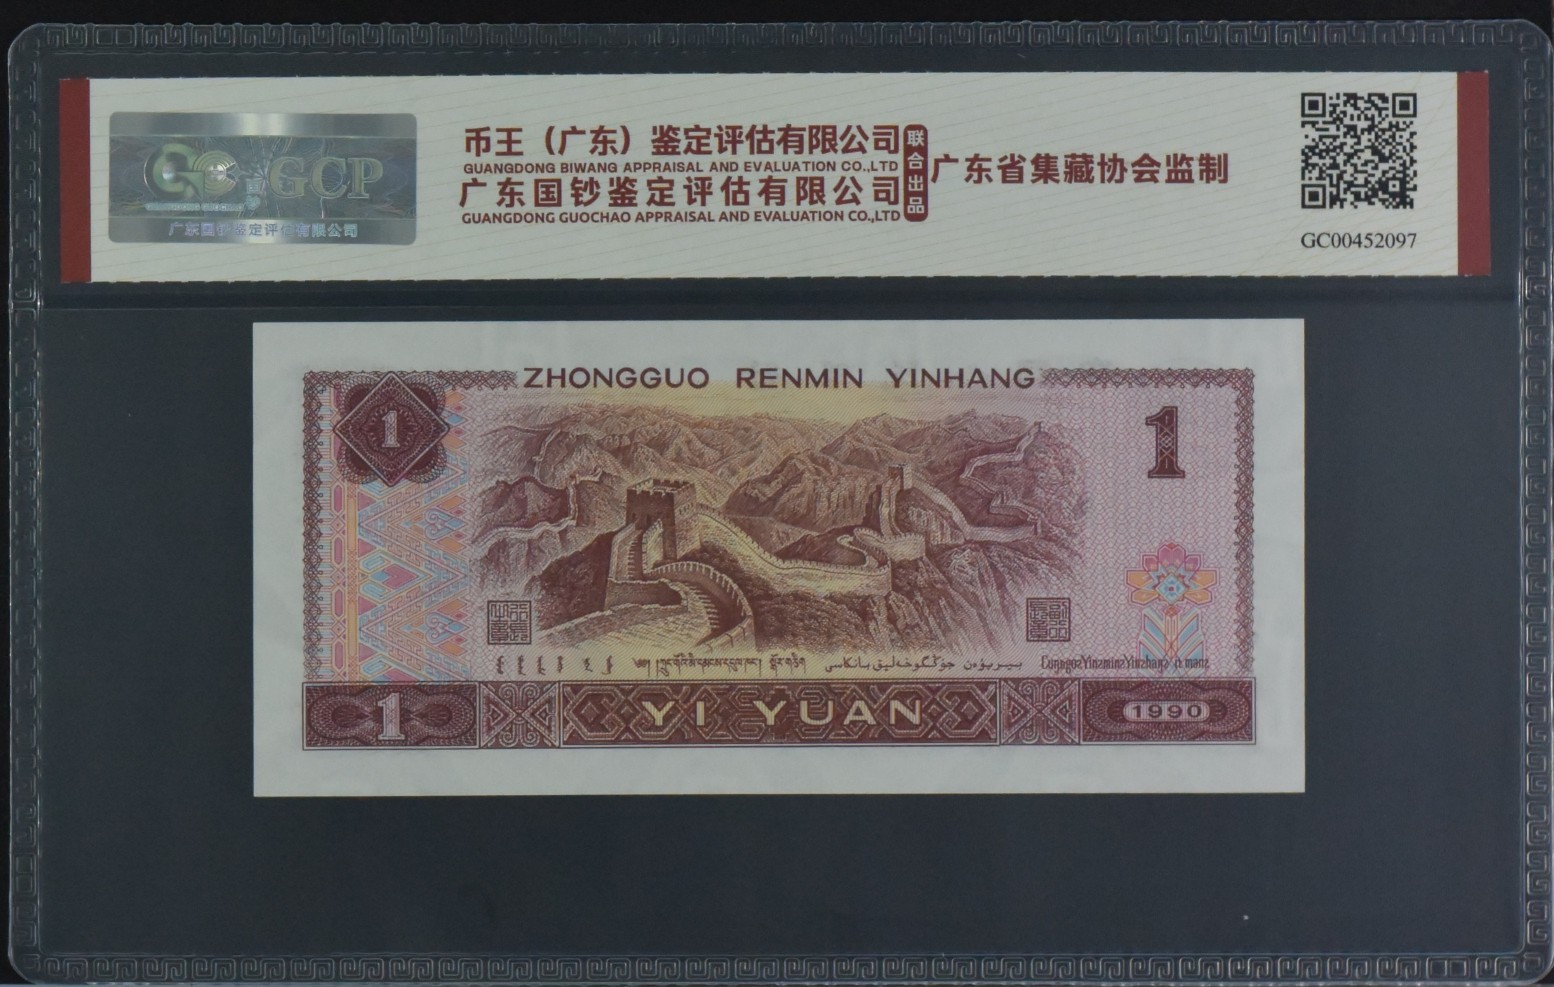 GCP
广东国钞鉴定评估有限公司
币王（广东）鉴定评估有限公司
GUANGDONG BIWANG APPRAISAL AND EVALUATION CO.,LTD
广东国钞鉴定评估有限公司
GUANGDONG GUOCHAO APPRAISAL AND EVALUATION CO.,LTD
联合出品
广东省集藏协会监制
GC00452097
ZHONGGUO RENMIN YINHANG
1
1
1
YI YUAN
1990